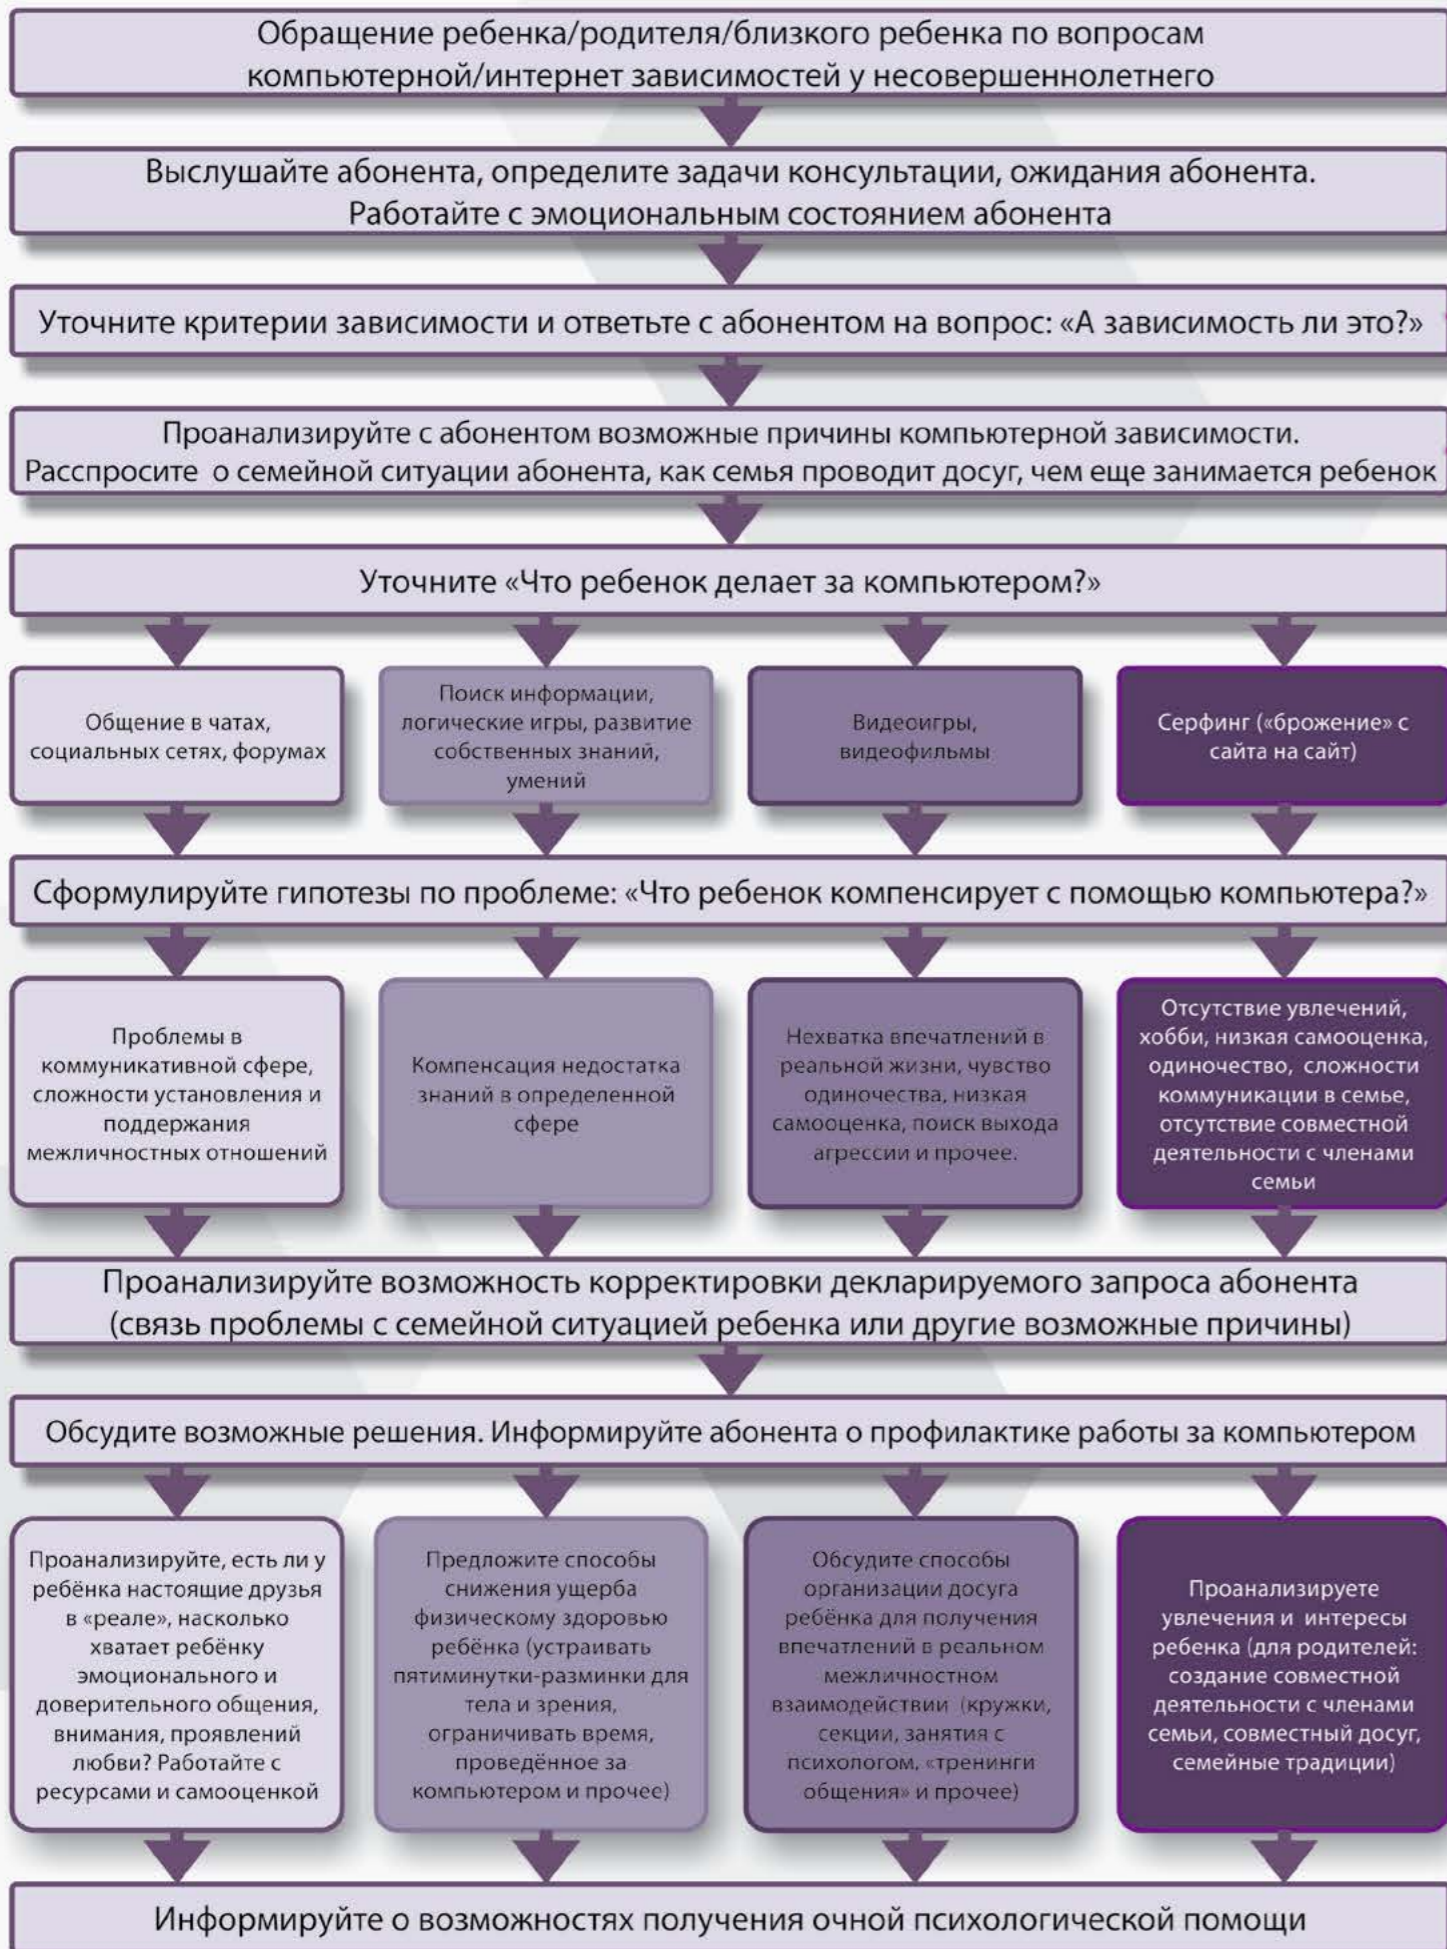 Обращение ребенка/родителя/близкого ребенка по вопросам
компьютерной/интернет зависимостей у несовершеннолетнего
Выслушайте абонента, определите задачи консультации, ожидания абонента.
Работайте с эмоциональным состоянием абонента
Уточните критерии зависимости и ответьте с абонентом на вопрос: «А зависимость ли это?»
Проанализируйте с абонентом возможные причины компьютерной зависимости.
Расспросите о семейной ситуации абонента, как семья проводит досуг, чем еще занимается ребенок
Уточните «Что ребенок делает за компьютером?»
Общение в чатах,
социальных сетях, форумах
Поиск информации,
логические игры, развитие
собственных знаний,
умений
Видеоигры,
видеофильмы
Серфинг («брожение» с
сайта на сайт)
Сформулируйте гипотезы по проблеме: «Что ребенок компенсирует с помощью компьютера?»
Проблемы в
коммуникативной сфере,
сложности установления и
поддержания
межличностных отношений
Компенсация недостатка
знаний в определенной
сфере
Нехватка впечатлений в
реальной жизни, чувство
одиночества, низкая
самооценка, поиск выхода
агрессии и прочее.
Отсутствие увлечений,
хобби, низкая самооценка,
одиночество, сложности
коммуникации в семье,
отсутствие совместной
деятельности с членами
семьи
Проанализируйте возможность корректировки декларируемого запроса абонента
(связь проблемы с семейной ситуацией ребенка или другие возможные причины)
Обсудите возможные решения. Информируйте абонента о профилактике работы за компьютером
Проанализируйте, есть ли у
ребёнка настоящие друзья
в «реале», насколько
хватает ребёнку
эмоционального и
доверительного общения,
внимания, проявлений
любви? Работайте с
ресурсами и самооценкой
Предложите способы
снижения ущерба
физическому здоровью
ребёнка (устраивать
пятиминутки-разминки для
тела и зрения,
ограничивать время,
проведённое за
компьютером и прочее)
Обсудите способы
организации досуга
ребёнка для получения
впечатлений в реальном
межличностном
взаимодействии (кружки,
секции, занятия с
психологом, «тренинги
общения» и прочее)
Проанализируете
увлечения и интересы
ребенка (для родителей:
создание совместной
деятельности с членами
семьи, совместный досуг,
семейные традиции)
Информируйте о возможностях получения очной психологической помощи